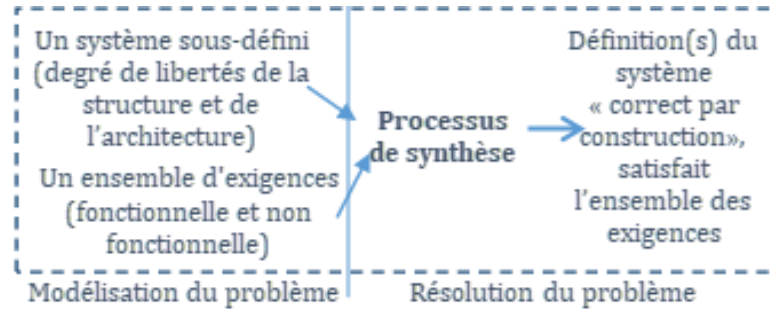 Un système sous-défini
(degré de libertés de la
structure et de
l'architecture)
Un ensemble d'exigences
(fonctionnelle et non
fonctionnelle)
Processus
de synthèse
Définition(s) du
système
« correct par
construction»,
satisfait
l'ensemble des
exigences
Modélisation du problème
Résolution du problème